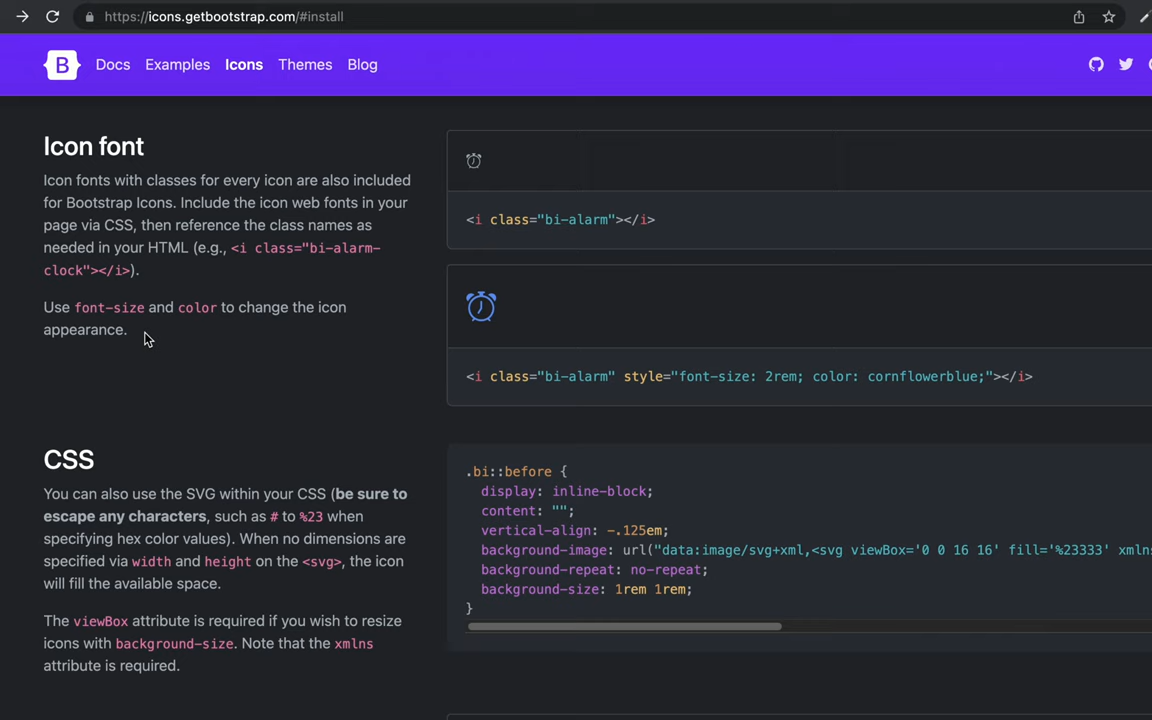 https://icons.getbootstrap.com/#install
B Docs Examples Icons Themes Blog
Icon font
Icon fonts with classes for every icon are also included
for Bootstrap Icons. Include the icon web fonts in your
page via CSS, then reference the class names as
needed in your HTML (e.g., <i class="bi-alarm-
clock"></i>).
Use font-size and color to change the icon
appearance.
<i class="bi-alarm"></i>
<i class="bi-alarm" style="font-size: 2rem; color: cornflowerblue;"></i>
CSS
You can also use the SVG within your CSS (be sure to
escape any characters, such as # to %23 when
specifying hex color values). When no dimensions are
specified via width and height on the <svg>, the icon
will fill the available space.
The viewBox attribute is required if you wish to resize
icons with background-size. Note that the xmlns
attribute is required.
.bi::before {
display: inline-block;
content: "";
vertical-align: -.125em;
background-image: url("data:image/svg+xml,<svg viewBox='0 0 16 16' fill='%23333' xmlns
background-repeat: no-repeat;
background-size: 1rem 1rem;
}